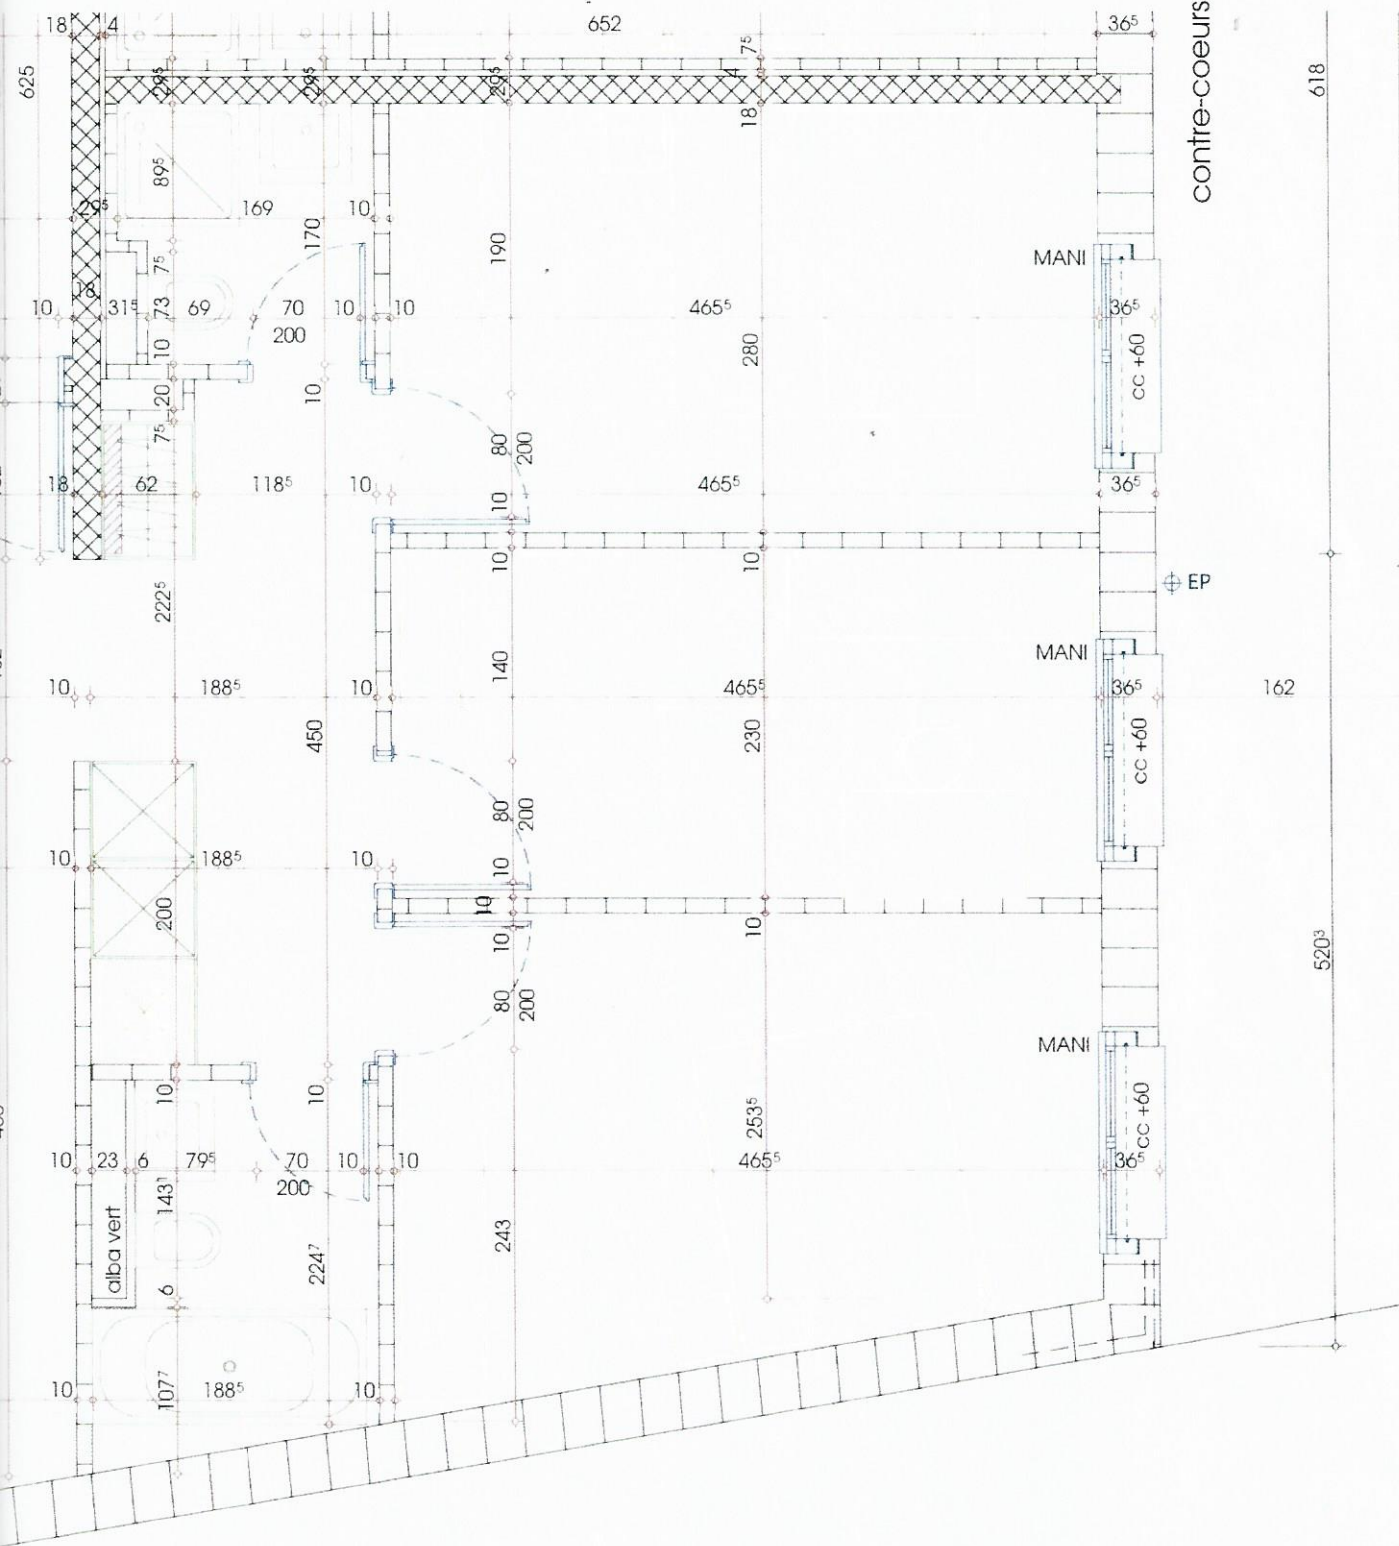 18 4 652 36⁵
contre-coeurs
625 29⁵ 29⁵ 29⁵ 4 7⁵ 618
18
89⁵
29⁵ 169 10
170 190
7⁵ MANI
18
10 31⁵ 73 69 70 10 10 465⁵ 36⁵
200
10 280 cc +60
20 10
7⁵ 80 200
18 62 118⁵ 10 10 465⁵ 36⁵
10 10
EP
222⁵
140 MANI
10 188⁵ 10 465⁵ 36⁵ 162
450 230 cc +60
80 200
10 188⁵ 10 10
200 10 10
10 520³
80 200
MANI
10 10 253⁵ cc +60
10 23 6 79⁵ 70 10 10 465⁵ 36⁵
200
143¹
alba vert 224⁷ 243
6
10 107⁷ 188⁵ 10